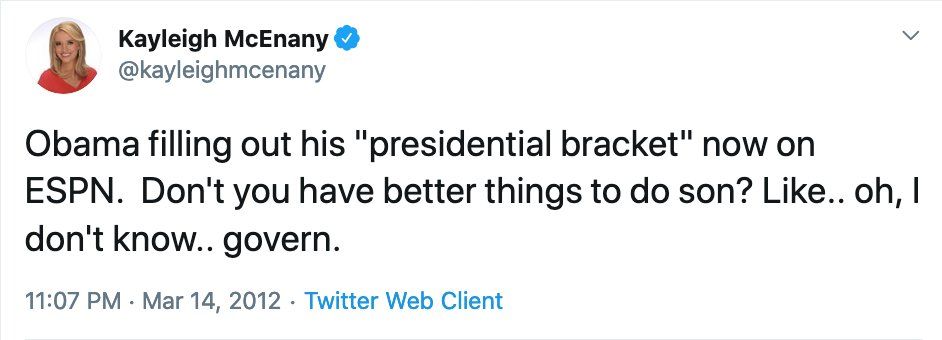 Kayleigh McEnany
@kayleighmcenany
Obama filling out his "presidential bracket" now on
ESPN.  Don't you have better things to do son? Like.. oh, I
don't know.. govern.
11:07 PM · Mar 14, 2012 · Twitter Web Client